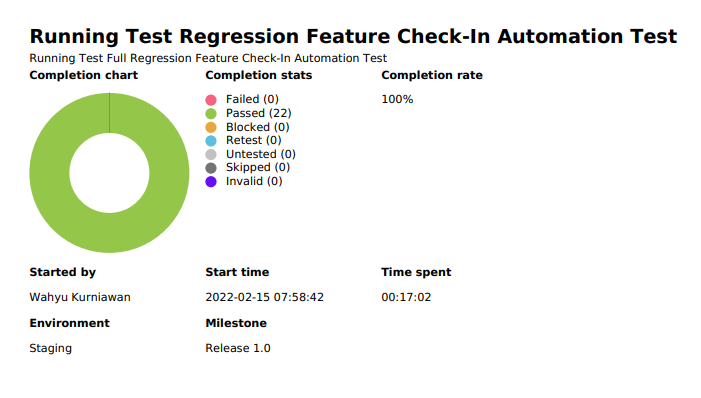 Running Test Regression Feature Check-In Automation Test
Running Test Full Regression Feature Check-In Automation Test
Completion chart
Completion stats
Completion rate
Failed (0)
Passed (22)
Blocked (0)
Retest (0)
Untested (0)
Skipped (0)
Invalid (0)
100%
Started by
Start time
Time spent
Wahyu Kurniawan
2022-02-15 07:58:42
00:17:02
Environment
Milestone
Staging
Release 1.0